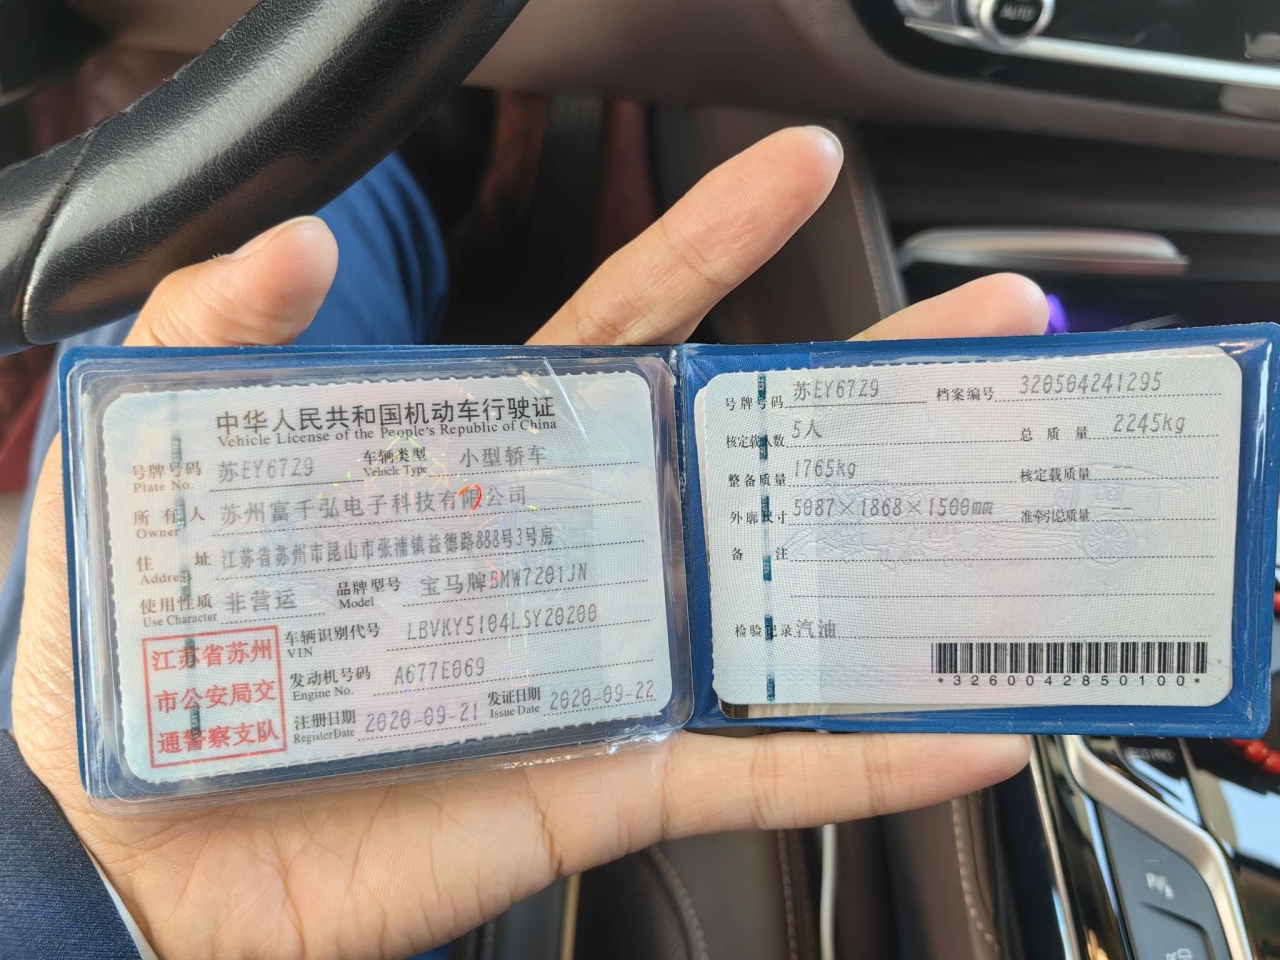 中华人民共和国机动车行驶证
Vehicle License of the People's Republic of China
号牌号码 苏EY67Z9 车辆类型 小型轿车
Plate No. Vehicle Type
所有人 苏州富千弘电子科技有限公司
Owner
住址 江苏省苏州市昆山市张浦镇益德路888号3号房
Address
使用性质 非营运 品牌型号 宝马牌BMW7201JN
Use Character Model
车辆识别代号 LBVKY5104LSY20200
VIN
发动机号码 A677E069
Engine No.
注册日期 2020-09-21 发证日期 2020-09-22
Register Date Issue Date
江苏省苏州
市公安局交
通警察支队
号牌号码 苏EY67Z9 档案编号 320504241295
核定载人数 5人 总质量 2245kg
整备质量 1765kg 核定载质量
外廓尺寸 5087×1868×1500mm 准牵引总质量 --
备注
检验记录 汽油
*3260042850100*
AUTO